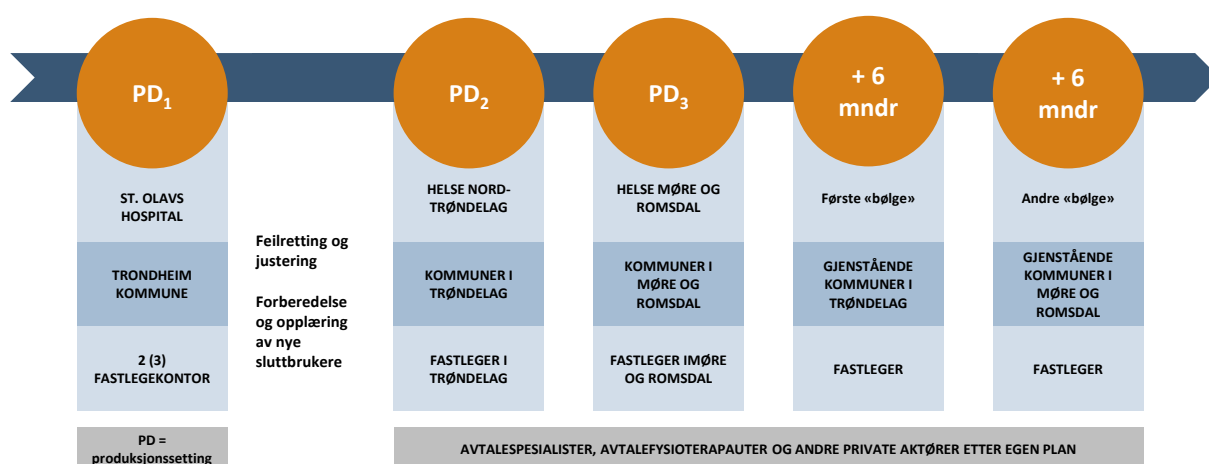 PD1
PD2
PD3
+ 6
mndr
+ 6
mndr
ST. OLAVS
HOSPITAL
TRONDHEIM
KOMMUNE
2 (3)
FASTLEGEKONTOR
PD =
produksjonssetting
Feilretting og
justering
Forberedelse
og opplæring
av nye
sluttbrukere
HELSE NORD-
TRØNDELAG
KOMMUNER I
TRØNDELAG
FASTLEGER I
TRØNDELAG
HELSE MØRE OG
ROMSDAL
KOMMUNER I
MØRE OG
ROMSDAL
FASTLEGER IMØRE
OG ROMSDAL
Første «bølge»
GJENSTÅENDE
KOMMUNER I
TRØNDELAG
FASTLEGER
Andre «bølge»
GJENSTÅENDE
KOMMUNER I
MØRE OG
ROMSDAL
FASTLEGER
AVTALESPESIALISTER, AVTALEFYSIOTERAPAUTER OG ANDRE PRIVATE AKTØRER ETTER EGEN PLAN